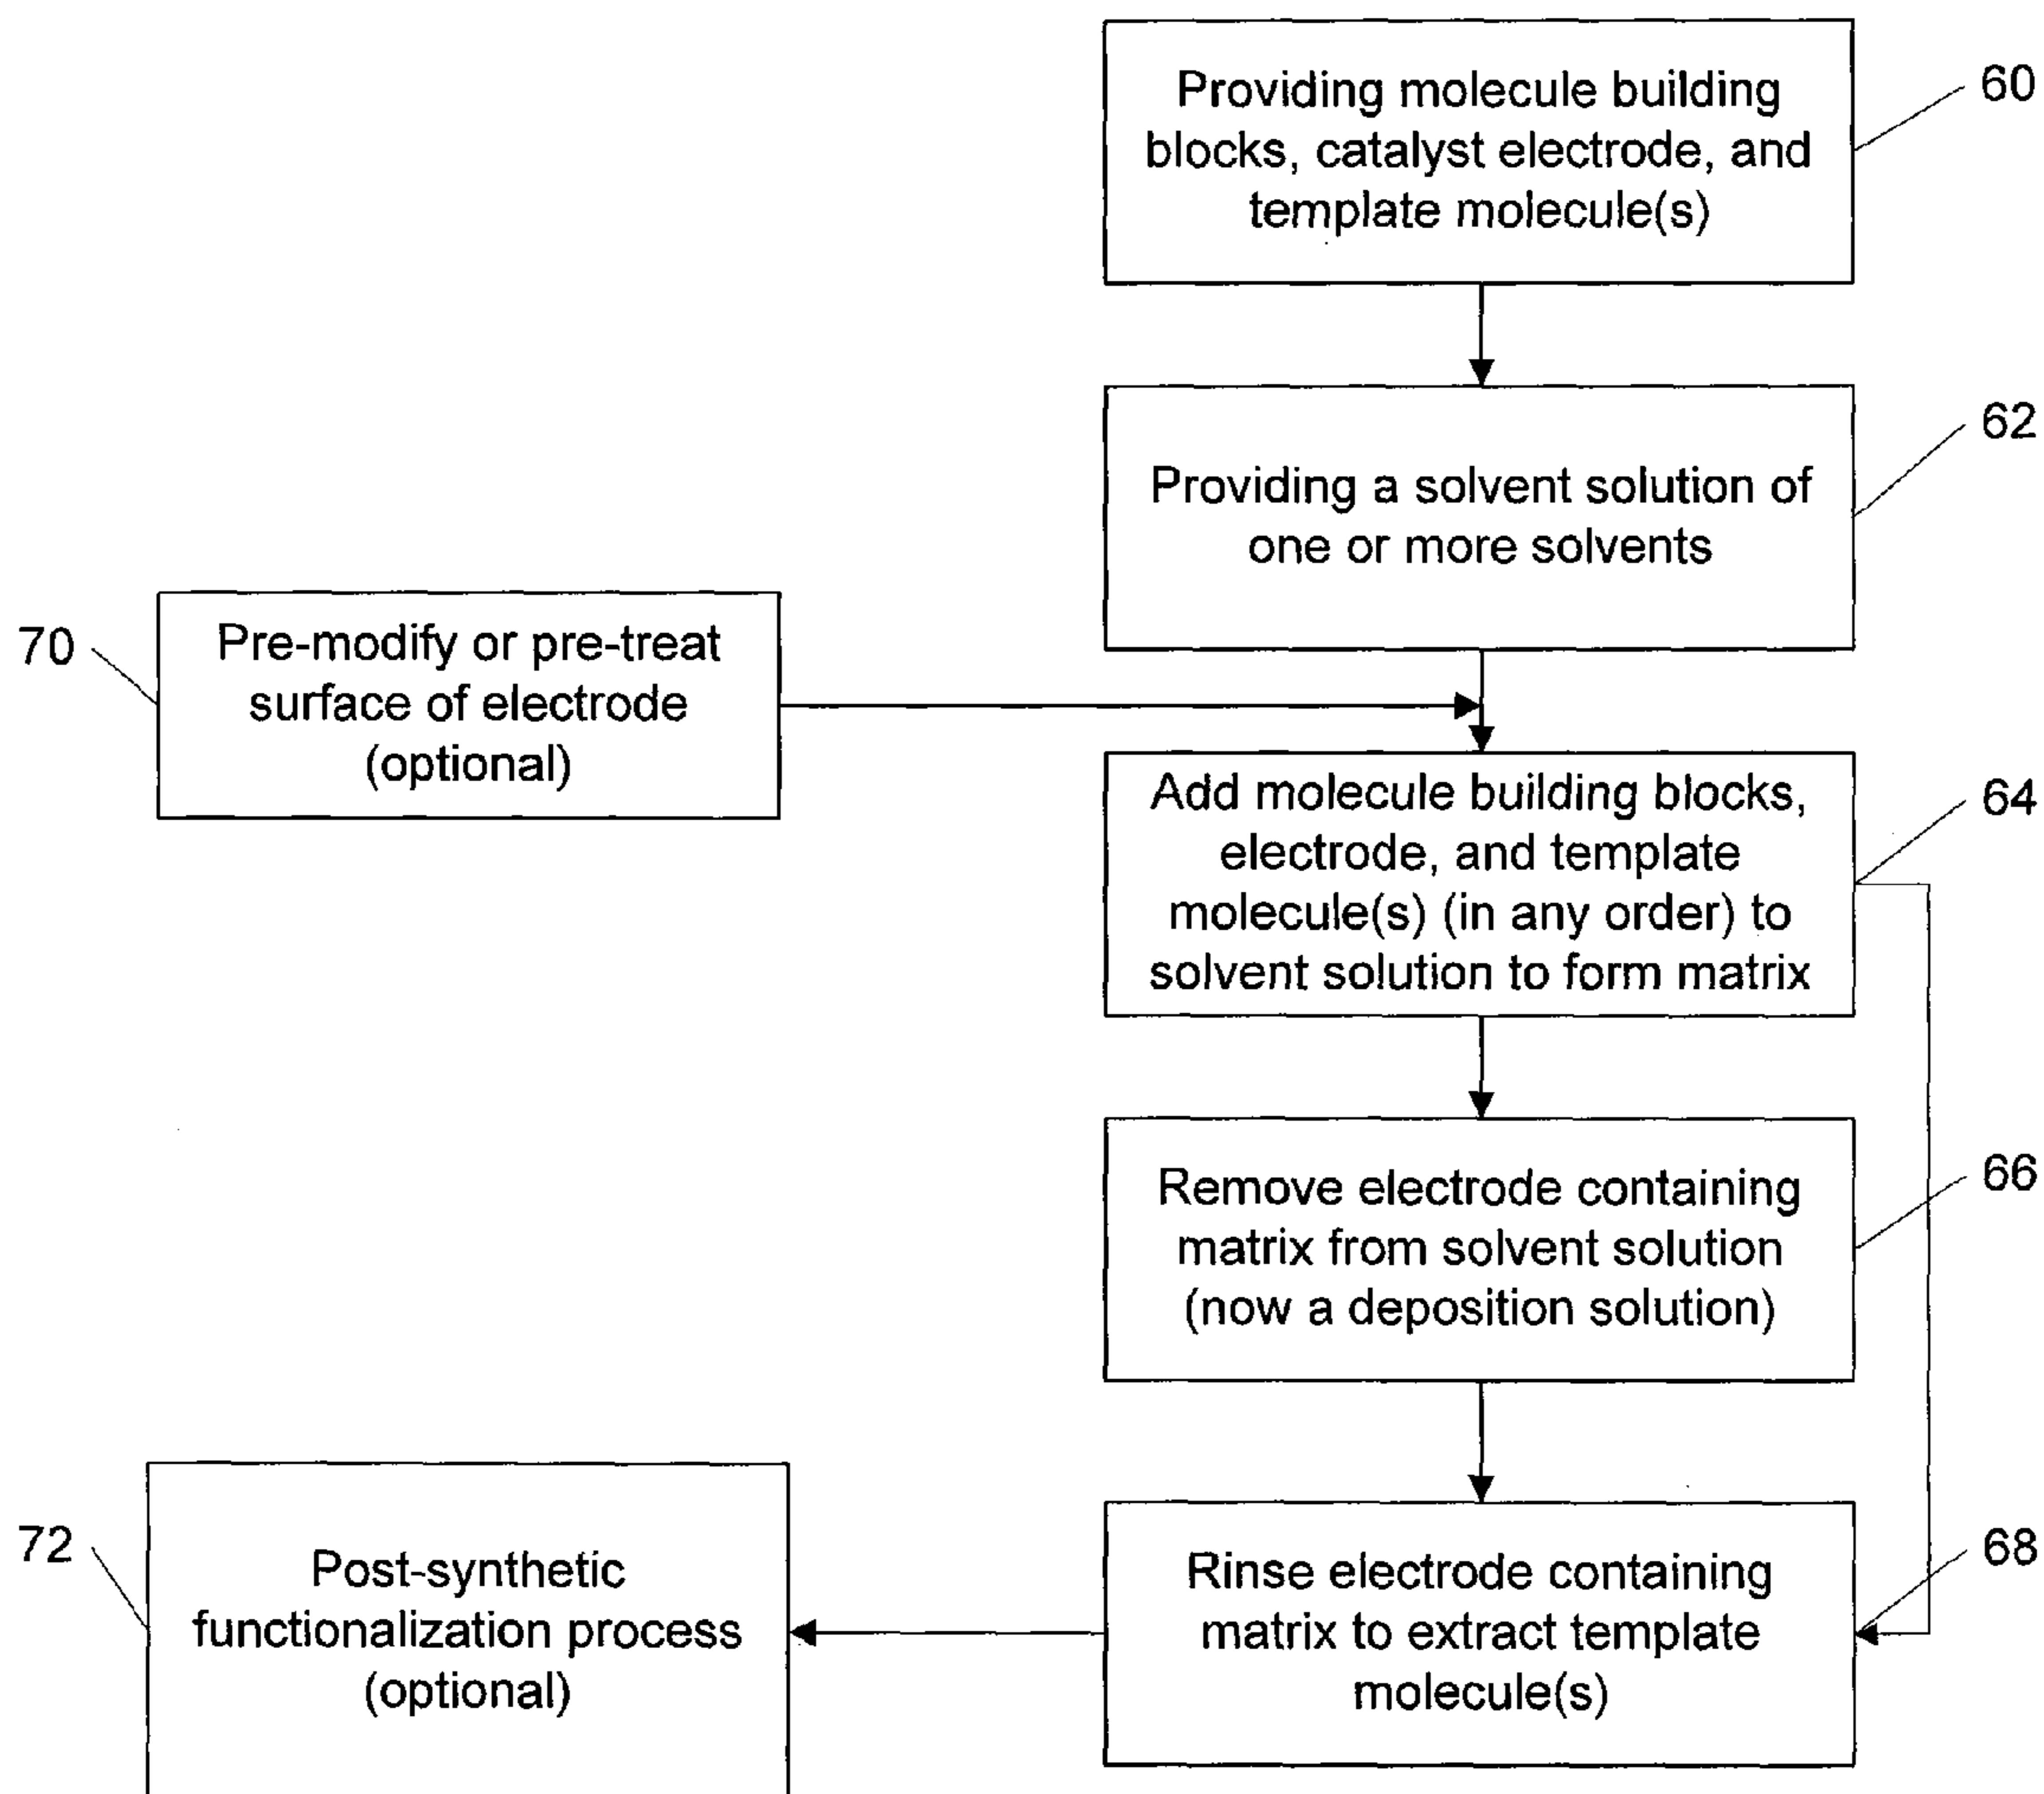 Providing molecule building
blocks, catalyst electrode, and
template molecule(s)
60
Providing a solvent solution of
one or more solvents
62
70
Pre-modify or pre-treat
surface of electrode
(optional)
Add molecule building blocks,
electrode, and template
molecule(s) (in any order) to
solvent solution to form matrix
64
Remove electrode containing
matrix from solvent solution
(now a deposition solution)
66
Rinse electrode containing
matrix to extract template
molecule(s)
68
72
Post-synthetic
functionalization process
(optional)